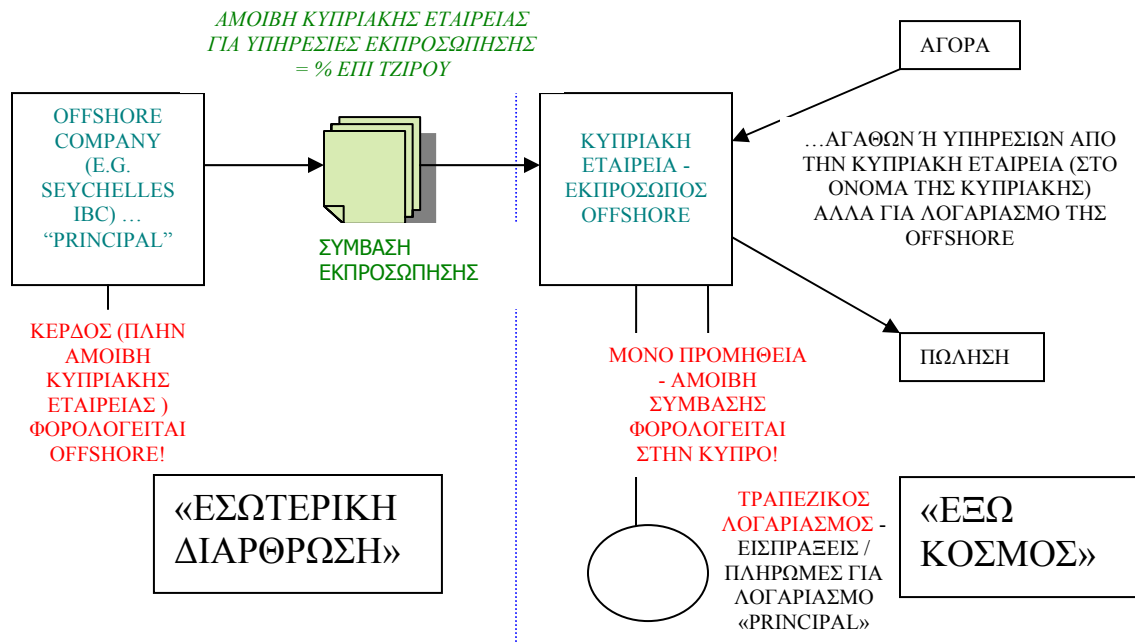 ΑΜΟΙΒΗ ΚΥΠΡΙΑΚΗΣ ΕΤΑΙΡΕΙΑΣ
ΓΙΑ ΥΠΗΡΕΣΙΕΣ ΕΚΠΡΟΣΩΠΗΣΗΣ
= % ΕΠΙ ΤΖΙΡΟΥ
OFFSHORE
COMPANY
(E.G.
SEYCHELLES
IBC) …
“PRINCIPAL”
ΣΥΜΒΑΣΗ
ΕΚΠΡΟΣΩΠΗΣΗΣ
ΚΥΠΡΙΑΚΗ
ΕΤΑΙΡΕΙΑ -
ΕΚΠΡΟΣΩΠΟΣ
OFFSHORE
ΑΓΟΡΑ
…ΑΓΑΘΩΝ Ή ΥΠΗΡΕΣΙΩΝ ΑΠΟ
ΤΗΝ ΚΥΠΡΙΑΚΗ ΕΤΑΙΡΕΙΑ (ΣΤΟ
ΟΝΟΜΑ ΤΗΣ ΚΥΠΡΙΑΚΗΣ)
ΑΛΛΑ ΓΙΑ ΛΟΓΑΡΙΑΣΜΟ ΤΗΣ
OFFSHORE
ΠΩΛΗΣΗ
ΚΕΡΔΟΣ (ΠΛΗΝ
ΑΜΟΙΒΗ
ΚΥΠΡΙΑΚΗΣ
ΕΤΑΙΡΕΙΑΣ )
ΦΟΡΟΛΟΓΕΙΤΑΙ
OFFSHORE!
ΜΟΝΟ ΠΡΟΜΗΘΕΙΑ
- ΑΜΟΙΒΗ
ΣΥΜΒΑΣΗΣ
ΦΟΡΟΛΟΓΕΙΤΑΙ
ΣΤΗΝ ΚΥΠΡΟ!
«ΕΣΩΤΕΡΙΚΗ
ΔΙΑΡΘΡΩΣΗ»
ΤΡΑΠΕΖΙΚΟΣ
ΛΟΓΑΡΙΑΣΜΟΣ -
ΕΙΣΠΡΑΞΕΙΣ /
ΠΛΗΡΩΜΕΣ ΓΙΑ
ΛΟΓΑΡΙΑΣΜΟ
«PRINCIPAL»
«ΕΞΩ
ΚΟΣΜΟΣ»